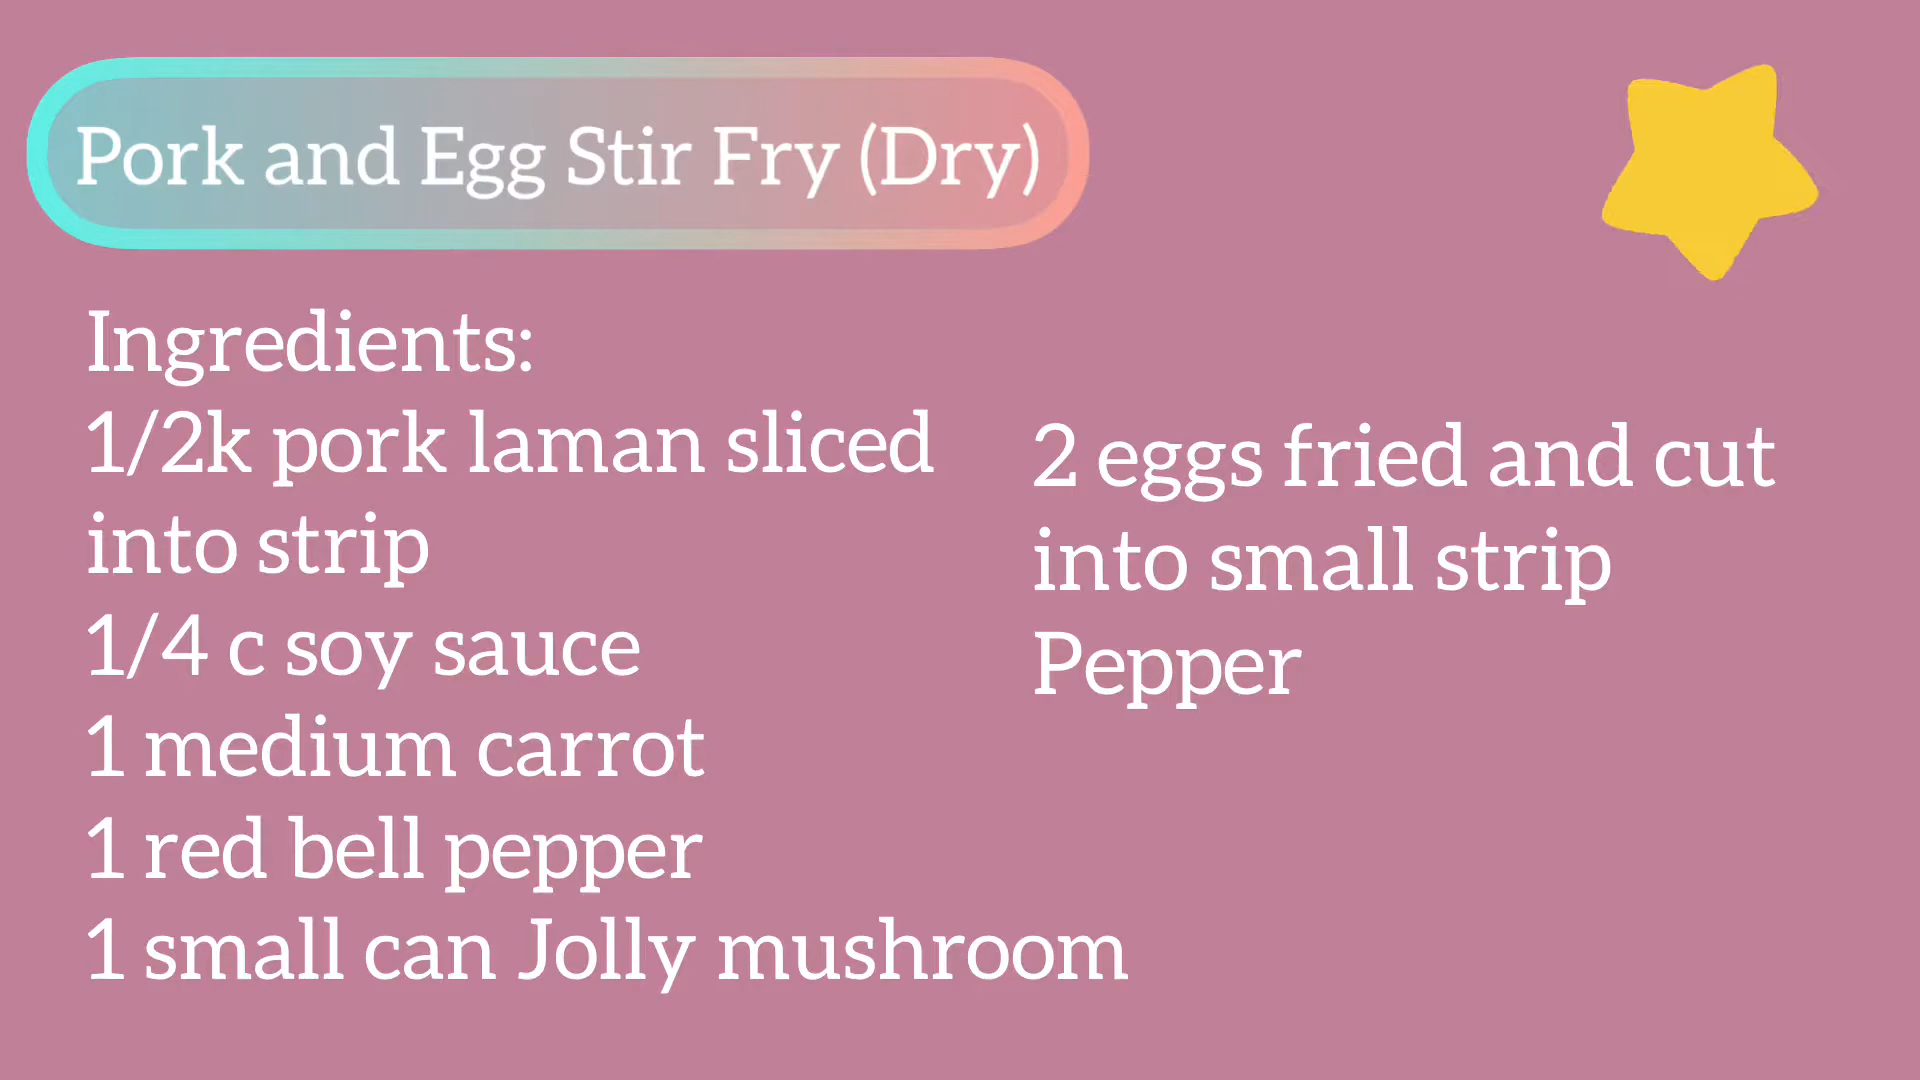 Pork and Egg Stir Fry (Dry)
Ingredients:
1/2k pork laman sliced
into strip
1/4 c soy sauce
1 medium carrot
1 red bell pepper
1 small can Jolly mushroom
2 eggs fried and cut
into small strip
Pepper